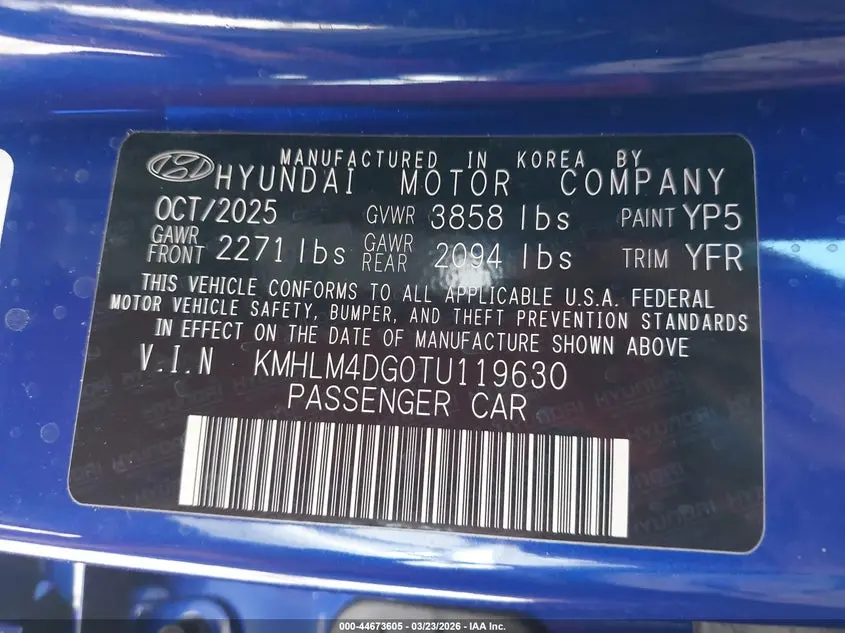 MANUFACTURED IN KOREA BY
HYUNDAI MOTOR COMPANY
OCT/2025 GVWR 3858 lbs PAINT YP5
GAWR FRONT 2271 lbs GAWR REAR 2094 lbs TRIM YFR
THIS VEHICLE CONFORMS TO ALL APPLICABLE U.S.A. FEDERAL
MOTOR VEHICLE SAFETY, BUMPER, AND THEFT PREVENTION STANDARDS
IN EFFECT ON THE DATE OF MANUFACTURE SHOWN ABOVE
V.I.N KMHLM4DG0TU119630
PASSENGER CAR
000-44673605 - 03/23/2026 - IAA Inc.